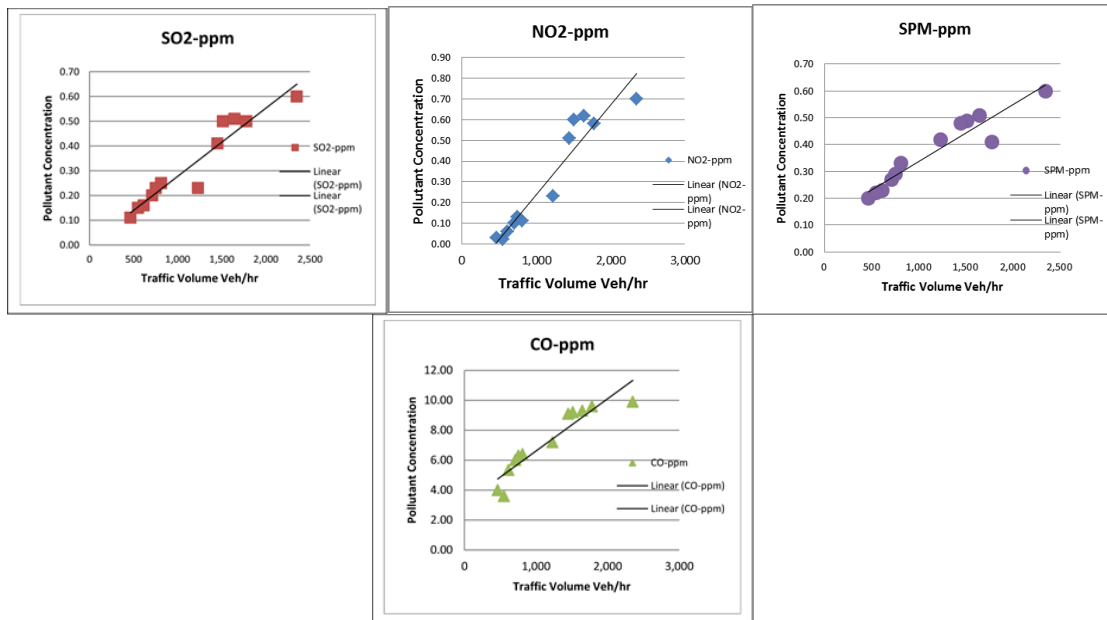 SO2-ppm
Pollutant Concentration
0.70
0.60
0.50
0.40
0.30
0.20
0.10
0.00
0
500
1,000
1,500
2,000
2,500
Traffic Volume Veh/hr
SO2-ppm
Linear
(SO2-ppm)
Linear
(SO2-ppm)
NO2-ppm
Pollutant Concentration
0.90
0.80
0.70
0.60
0.50
0.40
0.30
0.20
0.10
0.00
0
1,000
2,000
3,000
Traffic Volume Veh/hr
NO2-ppm
Linear (NO2-
ppm)
Linear (NO2-
ppm)
SPM-ppm
Pollutant Concentration
0.70
0.60
0.50
0.40
0.30
0.20
0.10
0.00
0
500
1,000
1,500
2,000
2,500
Traffic Volume Veh/hr
SPM-ppm
Linear (SPM-
ppm)
Linear (SPM-
ppm)
CO-ppm
Pollutant Concentration
12.00
10.00
8.00
6.00
4.00
2.00
0.00
0
1,000
2,000
3,000
Traffic Volume Veh/hr
CO-ppm
Linear (CO-ppm)
Linear (CO-ppm)